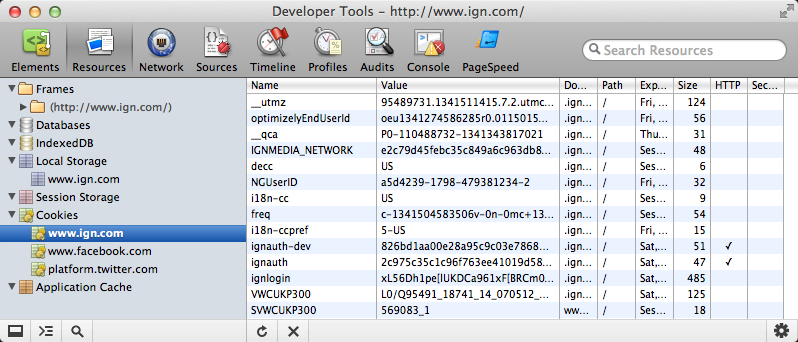 Developer Tools - http://www.ign.com/
Elements Resources Network Sources Timeline Profiles Audits Console PageSpeed Search Resources
Frames
(http://www.ign.com/)
Databases
IndexedDB
Local Storage
www.ign.com
Session Storage
Cookies
www.ign.com
www.facebook.com
platform.twitter.com
Application Cache
Name Value Do... Path Exp... Size HTTP Sec...
__utmz 95489731.1341511415.7.2.utmc... .ign... / Fri, ... 124
optimizelyEndUserId oeu1341274586285r0.0115015... .ign... / Fri, ... 56
__qca P0-110488732-1341343817021 .ign... / Thu... 31
IGNMEDIA_NETWORK e2c79d45febc35c849a6c963db8... .ign... / Ses... 48
decc US .ign... / Ses... 6
NGUserID a5d4239-1798-479381234-2 .ign... / Fri, ... 32
i18n-cc US .ign... / Ses... 9
freq c-1341504583506v-0n-0mc+13... .ign... / Ses... 54
i18n-ccpref 5-US .ign... / Fri, ... 15
ignauth-dev 826bd1aa00e28a95c9c03e7868... .ign... / Sat,... 51 ✓
ignauth 2c975c35c1c96f763ee41019d58... .ign... / Sat,... 47 ✓
ignlogin xL56Dh1pe[lUKDCa961xF[BRCm0... .ign... / Sat,... 485
VWCUKP300 L0/Q95491_18741_14_070512_... .ign... / Sat,... 125
SVWCUKP300 569083_1 ww... / Ses... 18